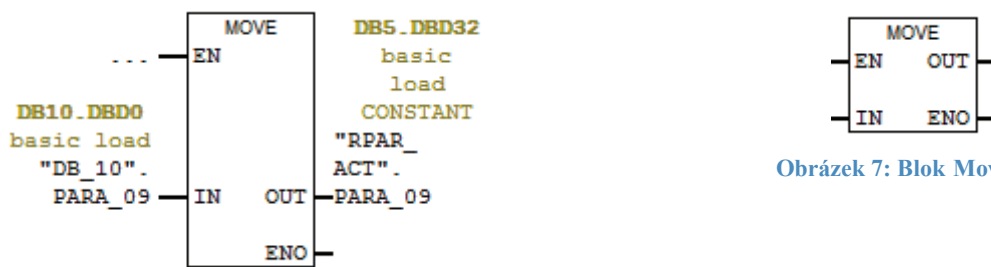 MOVE
DB5.DBD32
... EN
basic
load
DB10.DBD0
CONSTANT
basic load
"RPAR_
"DB_10".
ACT".
PARA_09 IN OUT PARA_09
ENO
MOVE
EN OUT
IN ENO
Obrázek 7: Blok